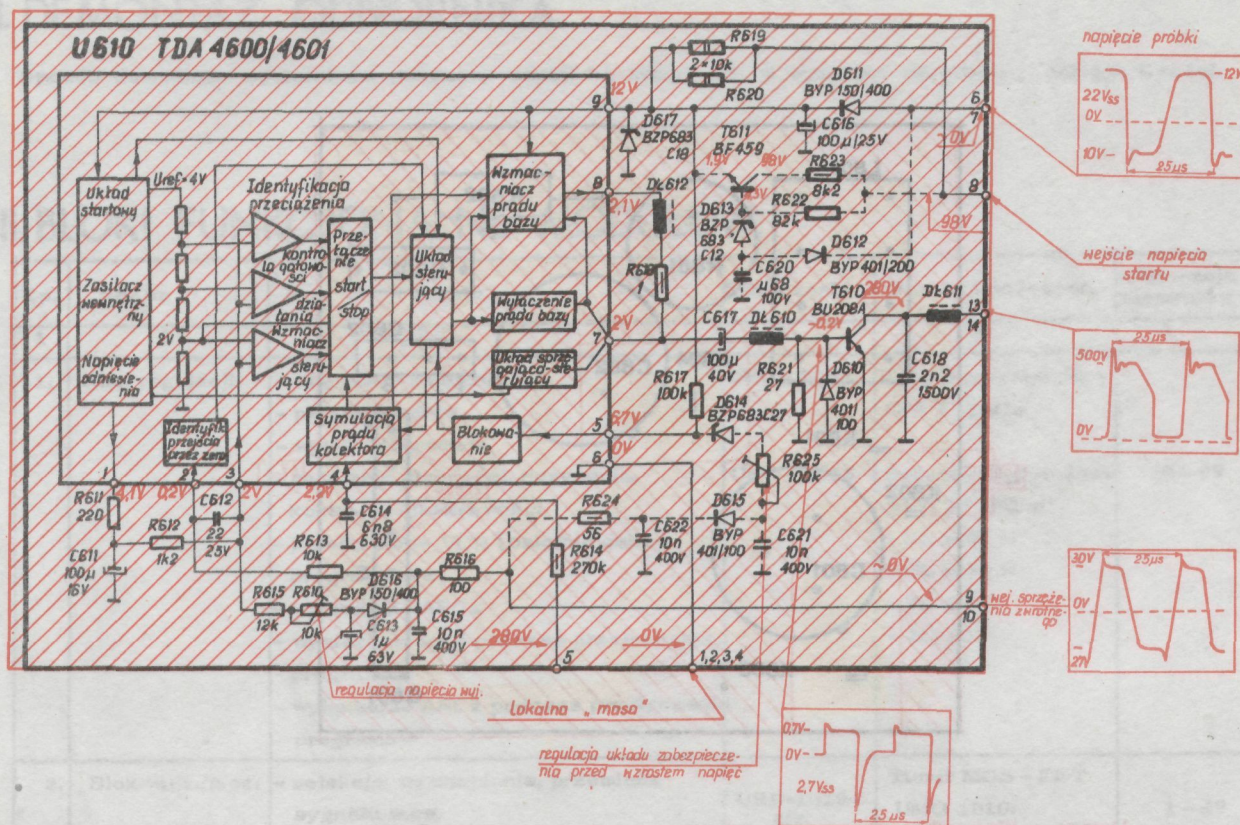 U610 TDA 4600/4601
Układ startowy
Zasilacz wewnętrzny
Napięcie odniesienia
Uref=4V
2V
Identyfikacja przeciążenia
kontrola gotowości
działania
Wzmacniacz sterujący
Przełączenie start/stop
Układ sterujący
Wzmacniacz prądu bazy
Wyłączenie prądu bazy
Układ sprzęgająco-sterujący
Identyfik przejścia przez zero
Symulacja prądu kolektora
Blokowanie
1
2
3
4
4,1V
0,2V
2V
2,2V
9
12V
8
2,1V
7
2V
5
6,7V
0V
6
R619
2×10k
R620
D617
BZP683
C18
D611
BYP 150/400
C616
100µ/25V
T611
BF459
1,9V
98V
R623
8k2
R622
82k
DŁ612
D613
BZP
683
C12
D612
BYP 401/200
C620
µ68
100V
R618
1
C617
100µ
40V
DŁ610
T610
BU208A
280V
DŁ611
-0,2V
R621
27
D610
BYP
401/
100
C618
2n2
1500V
R617
100k
D614
BZP683C27
R625
100k
R624
56
C622
10n
400V
D615
BYP
401/100
C621
10n
400V
R611
220
C611
100µ
16V
R612
1k2
C612
22
25V
C614
6n8
630V
R613
10k
R616
100
R614
270k
R615
12k
R610
10k
D616
BYP 150/400
C613
1µ
63V
C615
10n
400V
280V
0V
5
1,2,3,4
6
7
~0V
8
98V
13
14
~0V
9
10
napięcie próbki
22Vss
0V
10V
-12V
25µs
wejście napięcia startu
25µs
500V
0V
wej. sprzężenia zwrotnego
30V
25µs
0V
27V
regulacja napięcia wyj.
lokalna „masa"
regulacja układu zabezpieczenia przed wzrostem napięć
0,7V
0V
2,7Vss
25µs